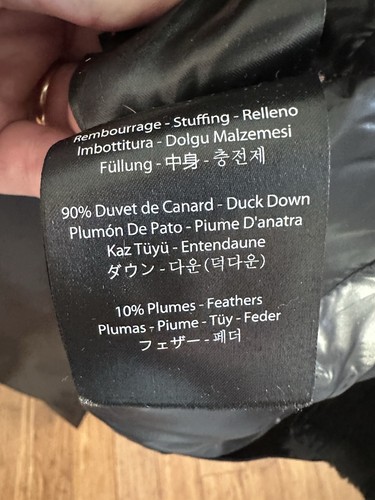 Rembourrage - Stuffing - Relleno
Imbottitura - Dolgu Malzemesi
Füllung - 中身 - 충전제
90% Duvet de Canard - Duck Down
Plumón De Pato - Piume D'anatra
Kaz Tüyü - Entendaune
ダウン - 다운(덕다운)
10% Plumes - Feathers
Plumas - Piume - Tüy - Feder
フェザー - 페더